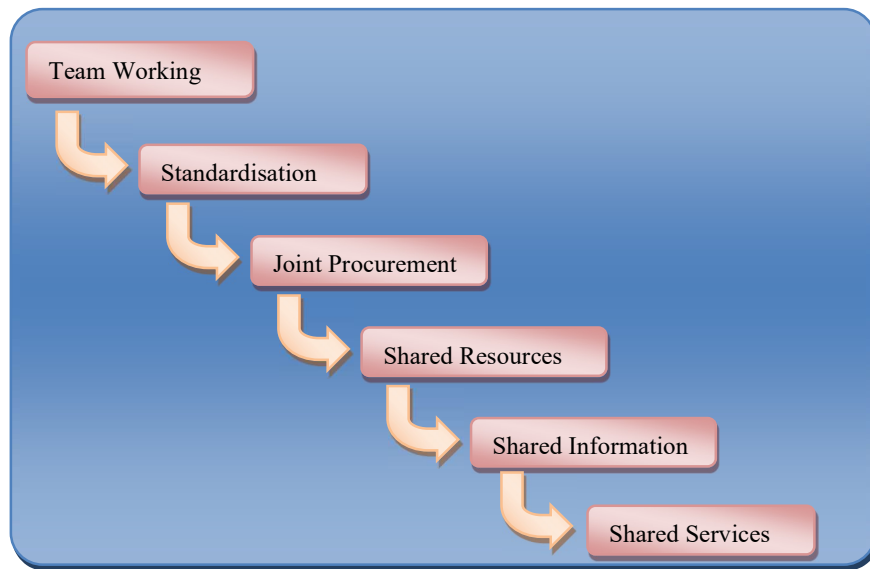 Team Working
Standardisation
Joint Procurement
Shared Resources
Shared Information
Shared Services